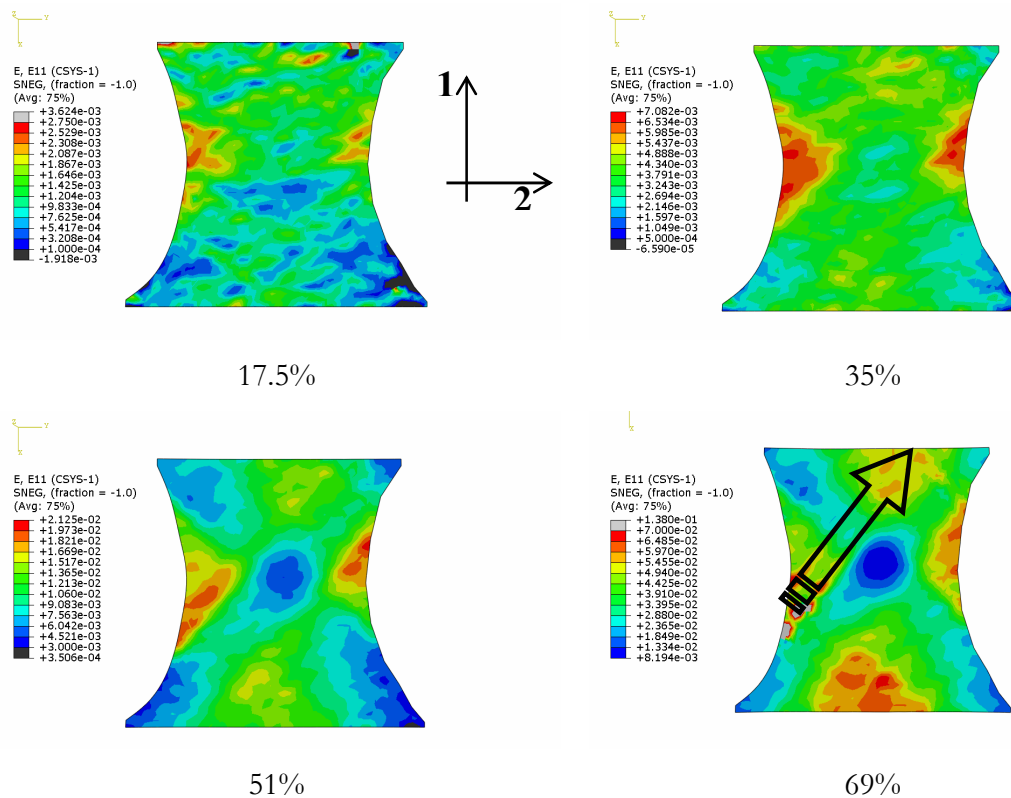 Y
Z
X
E, E11 (CSYS-1)
SNEG, (fraction = -1.0)
(Avg: 75%)
+3.624e-03
+2.750e-03
+2.529e-03
+2.308e-03
+2.087e-03
+1.867e-03
+1.646e-03
+1.425e-03
+1.204e-03
+9.833e-04
+7.625e-04
+5.417e-04
+3.208e-04
+1.000e-04
-1.918e-03
17.5%
1
2
Y
Z
X
E, E11 (CSYS-1)
SNEG, (fraction = -1.0)
(Avg: 75%)
+7.082e-03
+6.534e-03
+5.985e-03
+5.437e-03
+4.888e-03
+4.340e-03
+3.791e-03
+3.243e-03
+2.694e-03
+2.146e-03
+1.597e-03
+1.049e-03
+5.000e-04
-6.590e-05
35%
Y
Z
X
E, E11 (CSYS-1)
SNEG, (fraction = -1.0)
(Avg: 75%)
+2.125e-02
+1.973e-02
+1.821e-02
+1.669e-02
+1.517e-02
+1.365e-02
+1.213e-02
+1.060e-02
+9.083e-03
+7.563e-03
+6.042e-03
+4.521e-03
+3.000e-03
+3.506e-04
51%
X
E, E11 (CSYS-1)
SNEG, (fraction = -1.0)
(Avg: 75%)
+1.380e-01
+7.000e-02
+6.485e-02
+5.970e-02
+5.455e-02
+4.940e-02
+4.425e-02
+3.910e-02
+3.395e-02
+2.880e-02
+2.365e-02
+1.849e-02
+1.334e-02
+8.194e-03
69%